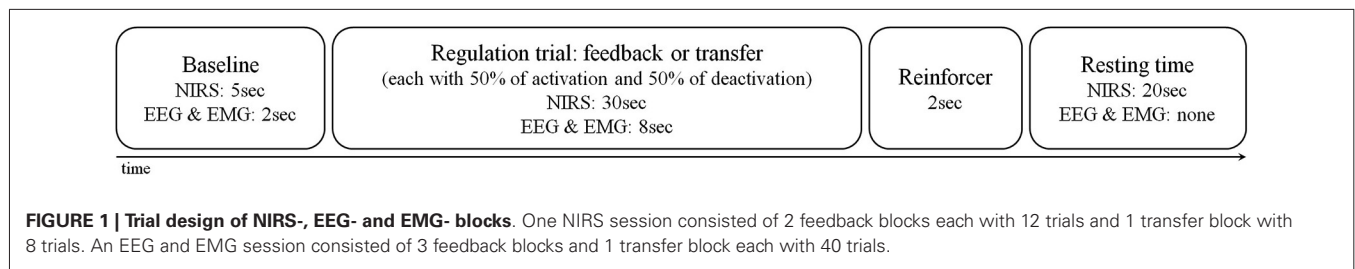 Baseline
NIRS: 5sec
EEG & EMG: 2sec
Regulation trial: feedback or transfer
(each with 50% of activation and 50% of deactivation)
NIRS: 30sec
EEG & EMG: 8sec
Reinforcer
2sec
Resting time
NIRS: 20sec
EEG & EMG: none
time
FIGURE 1 | Trial design of NIRS-, EEG- and EMG- blocks. One NIRS session consisted of 2 feedback blocks each with 12 trials and 1 transfer block with
8 trials. An EEG and EMG session consisted of 3 feedback blocks and 1 transfer block each with 40 trials.